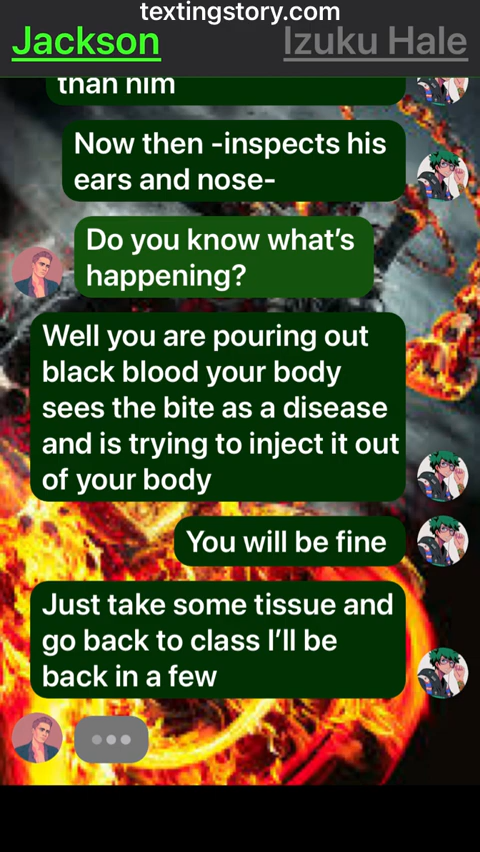 textingstory.com
Jackson
Izuku Hale
than him
Now then -inspects his
ears and nose-
Do you know what’s
happening?
Well you are pouring out
black blood your body
sees the bite as a disease
and is trying to inject it out
of your body
You will be fine
Just take some tissue and
go back to class I’ll be
back in a few